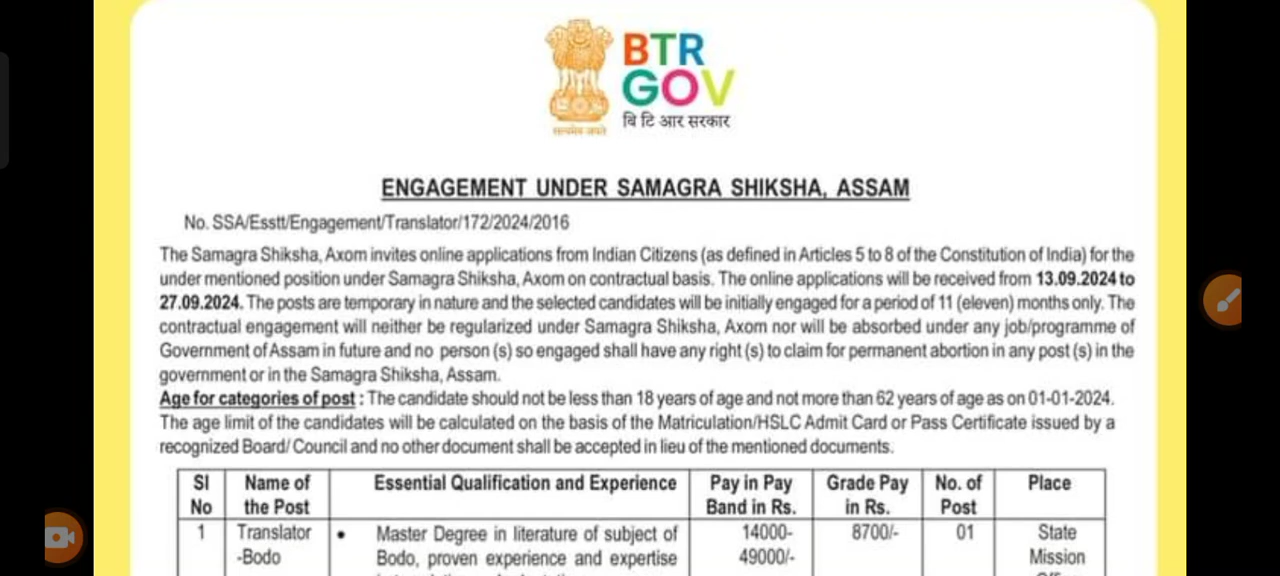 BTR
GOV
बि टि आर सरकार
सत्यमेव जयते
ENGAGEMENT UNDER SAMAGRA SHIKSHA, ASSAM
No. SSA/Esstt/Engagement/Translator/172/2024/2016
The Samagra Shiksha, Axom invites online applications from Indian Citizens (as defined in Articles 5 to 8 of the Constitution of India) for the
under mentioned position under Samagra Shiksha, Axom on contractual basis. The online applications will be received from 13.09.2024 to
27.09.2024. The posts are temporary in nature and the selected candidates will be initially engaged for a period of 11 (eleven) months only. The
contractual engagement will neither be regularized under Samagra Shiksha, Axom nor will be absorbed under any job/programme of
Government of Assam in future and no person (s) so engaged shall have any right (s) to claim for permanent abortion in any post (s) in the
government or in the Samagra Shiksha, Assam.
Age for categories of post : The candidate should not be less than 18 years of age and not more than 62 years of age as on 01-01-2024.
The age limit of the candidates will be calculated on the basis of the Matriculation/HSLC Admit Card or Pass Certificate issued by a
recognized Board/ Council and no other document shall be accepted in lieu of the mentioned documents.
Sl Name of Essential Qualification and Experience Pay in Pay Grade Pay No. of Place
No the Post Band in Rs. in Rs. Post
1 Translator • Master Degree in literature of subject of 14000- 8700/- 01 State
-Bodo Bodo, proven experience and expertise 49000/- Mission